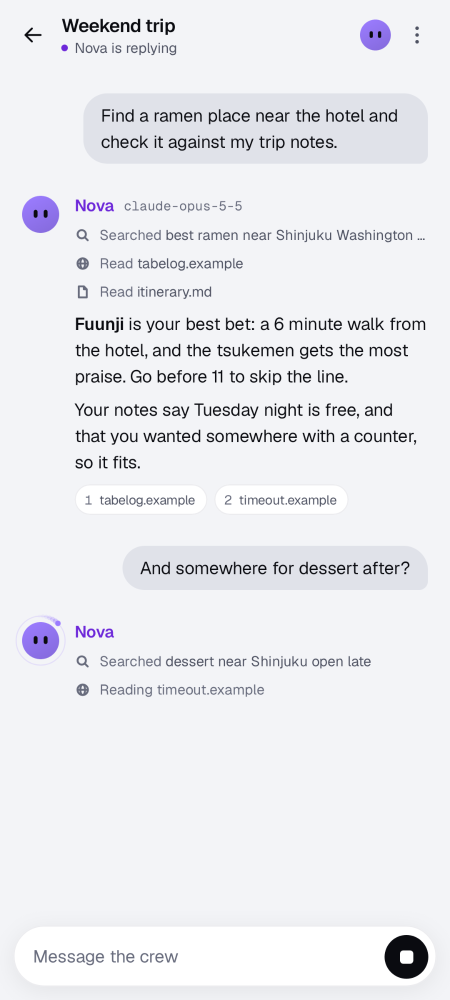 Weekend trip
Nova is replying
Find a ramen place near the hotel and
check it against my trip notes.
Nova claude-opus-5-5
Searched best ramen near Shinjuku Washington ...
Read tabelog.example
Read itinerary.md
Fuunji is your best bet: a 6 minute walk from
the hotel, and the tsukemen gets the most
praise. Go before 11 to skip the line.
Your notes say Tuesday night is free, and
that you wanted somewhere with a counter,
so it fits.
1 tabelog.example 2 timeout.example
And somewhere for dessert after?
Nova
Searched dessert near Shinjuku open late
Reading timeout.example
Message the crew